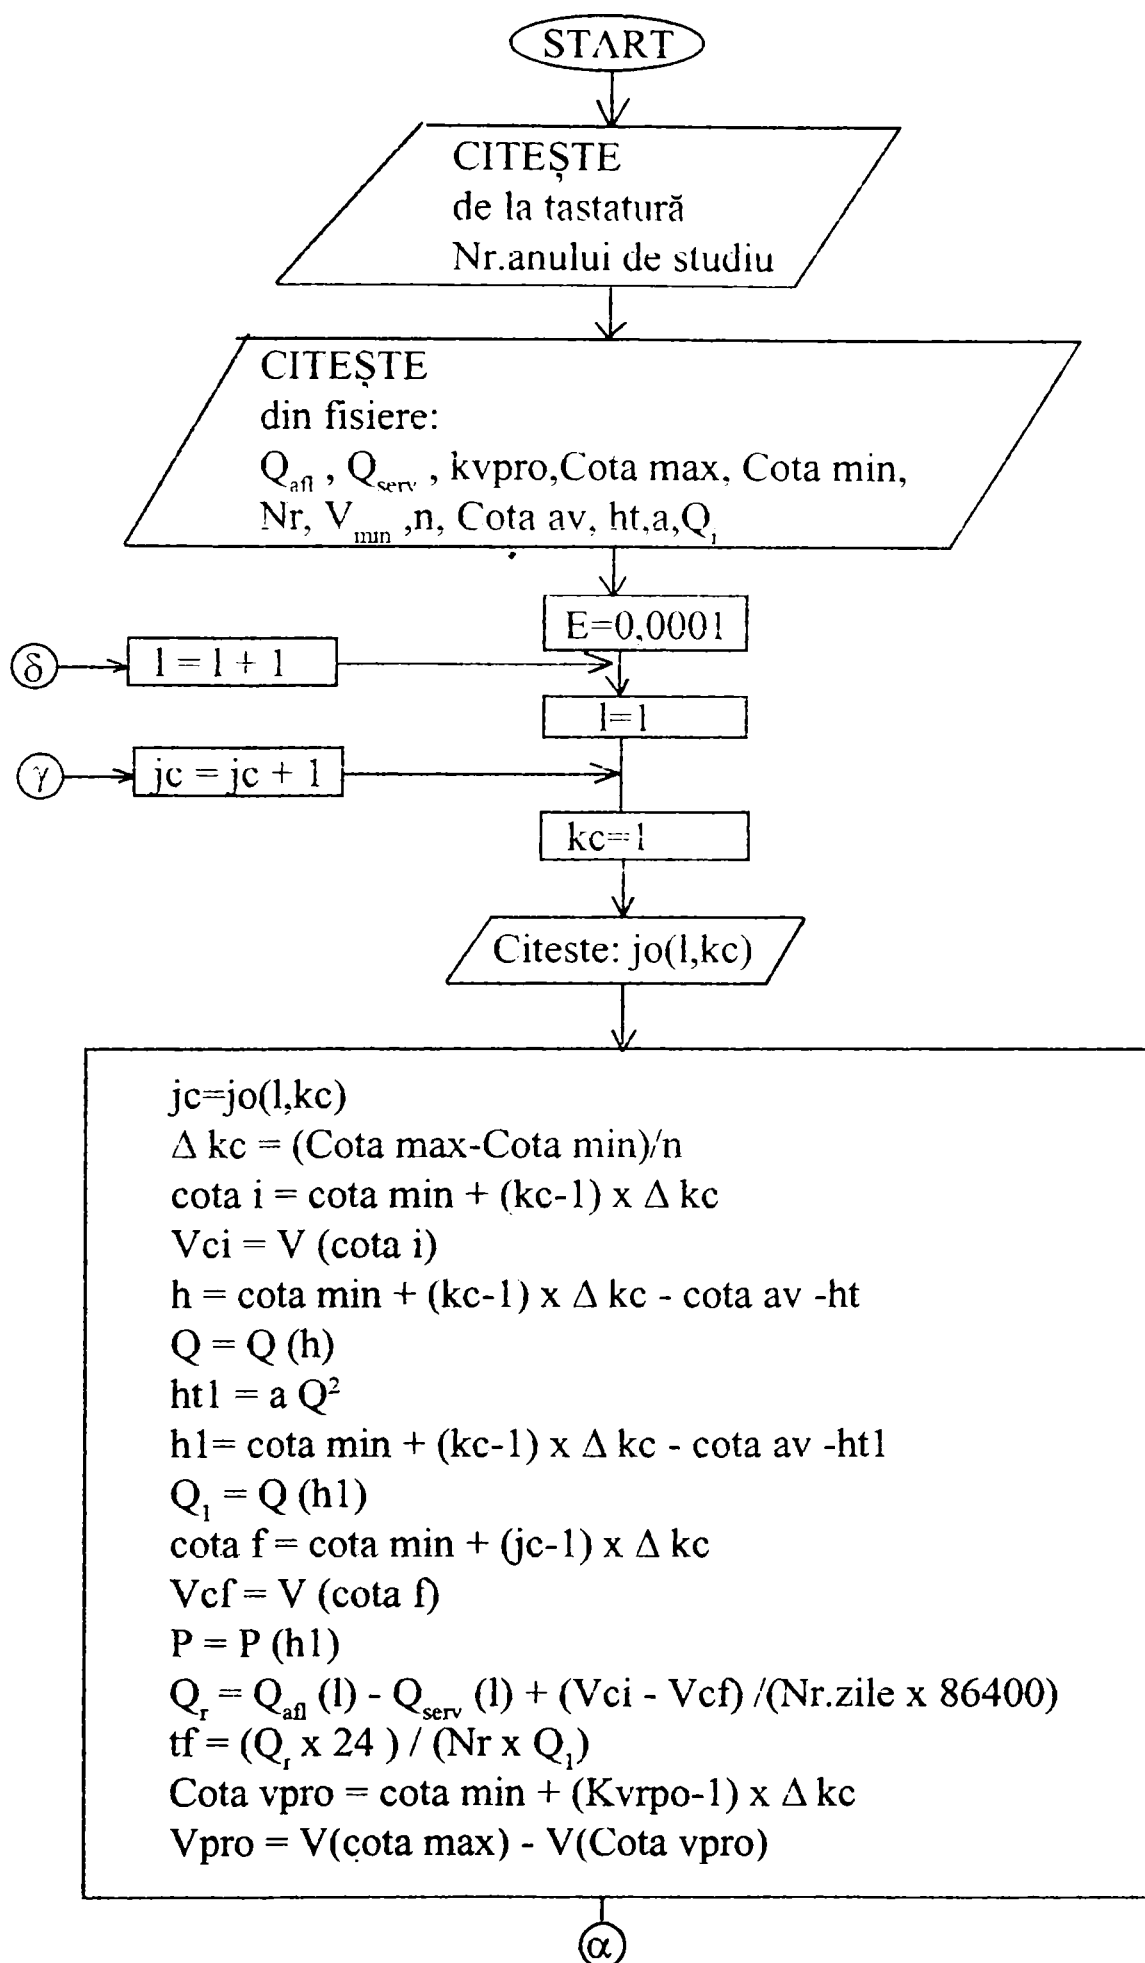 START
CITEȘTE
de la tastatură
Nr.anului de studiu
CITEȘTE
din fisiere:
Q_afl , Q_serv , kvpro,Cota max, Cota min,
Nr, V_min ,n, Cota av, ht,a,Q_1
E=0,0001
δ
l = l + 1
l=1
γ
jc = jc + 1
kc=1
Citeste: jo(l,kc)
jc=jo(l,kc)
Δ kc = (Cota max-Cota min)/n
cota i = cota min + (kc-1) x Δ kc
Vci = V (cota i)
h = cota min + (kc-1) x Δ kc - cota av -ht
Q = Q (h)
ht1 = a Q²
h1= cota min + (kc-1) x Δ kc - cota av -ht1
Q_1 = Q (h1)
cota f = cota min + (jc-1) x Δ kc
Vcf = V (cota f)
P = P (h1)
Q_r = Q_afl (l) - Q_serv (l) + (Vci - Vcf) /(Nr.zile x 86400)
tf = (Q_r x 24 ) / (Nr x Q_1)
Cota vpro = cota min + (Kvrpo-1) x Δ kc
Vpro = V(cota max) - V(Cota vpro)
α